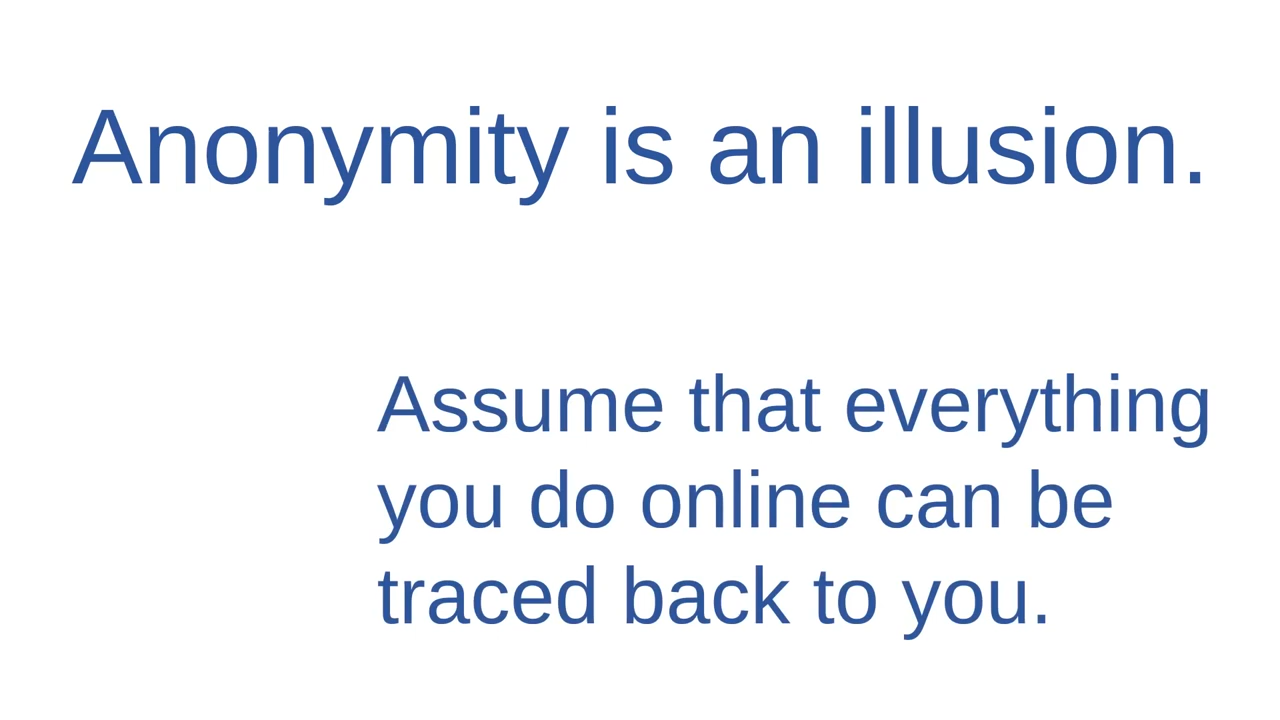 Anonymity is an illusion.
Assume that everything
you do online can be
traced back to you.